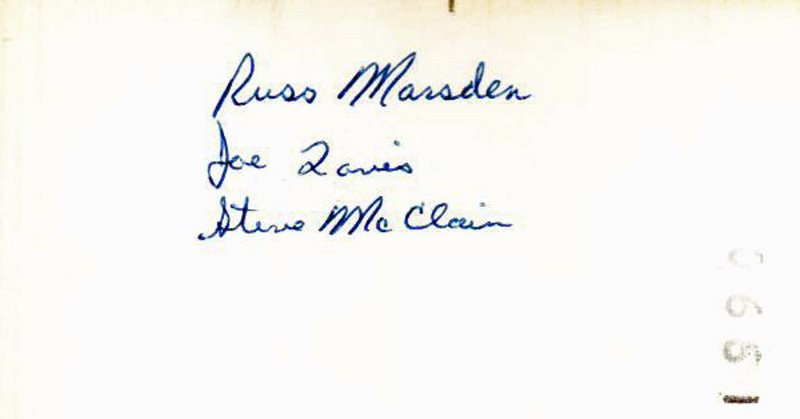 Russ Marsden
Joe Davis
Steve McClain